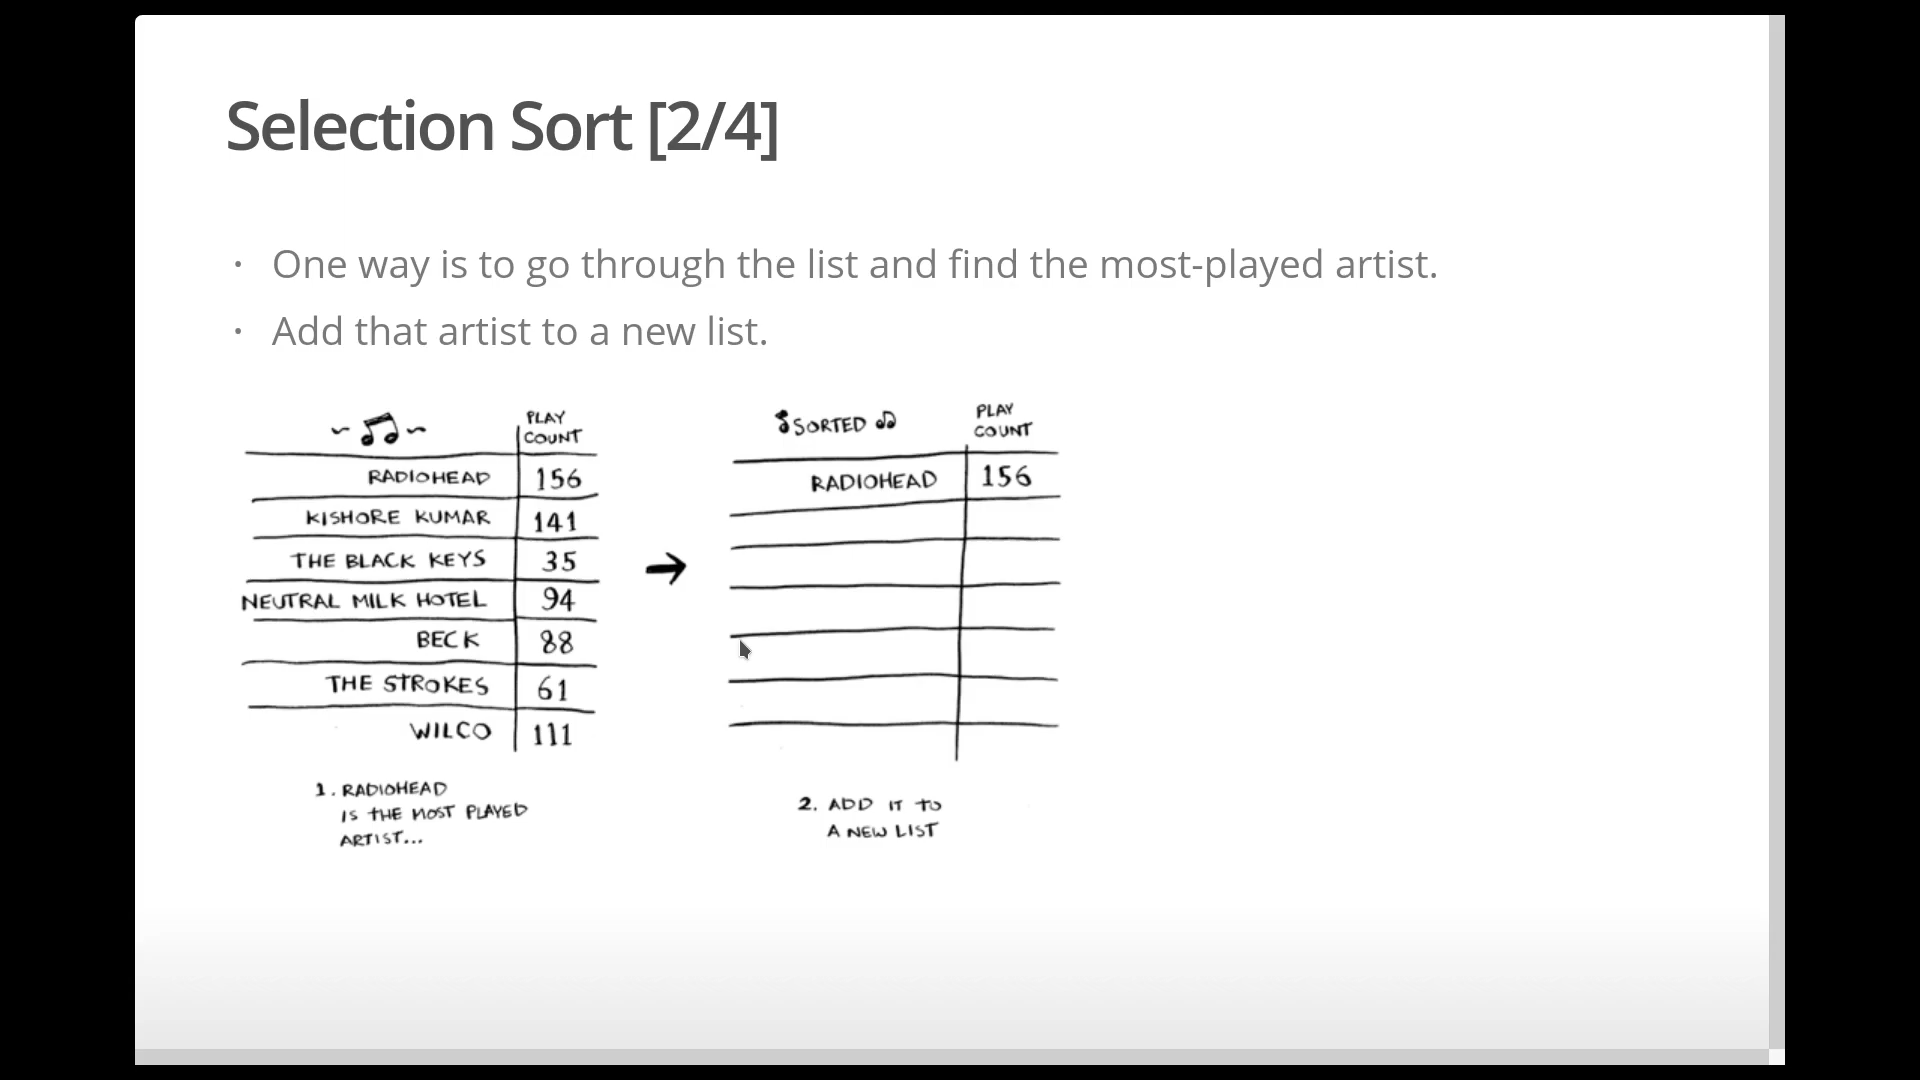 Selection Sort [2/4]
· One way is to go through the list and find the most-played artist.
· Add that artist to a new list.
PLAY COUNT
RADIOHEAD 156
KISHORE KUMAR 141
THE BLACK KEYS 35
NEUTRAL MILK HOTEL 94
BECK 88
THE STROKES 61
WILCO 111
1. RADIOHEAD
IS THE MOST PLAYED
ARTIST...
SORTED PLAY COUNT
RADIOHEAD 156
2. ADD IT TO
A NEW LIST